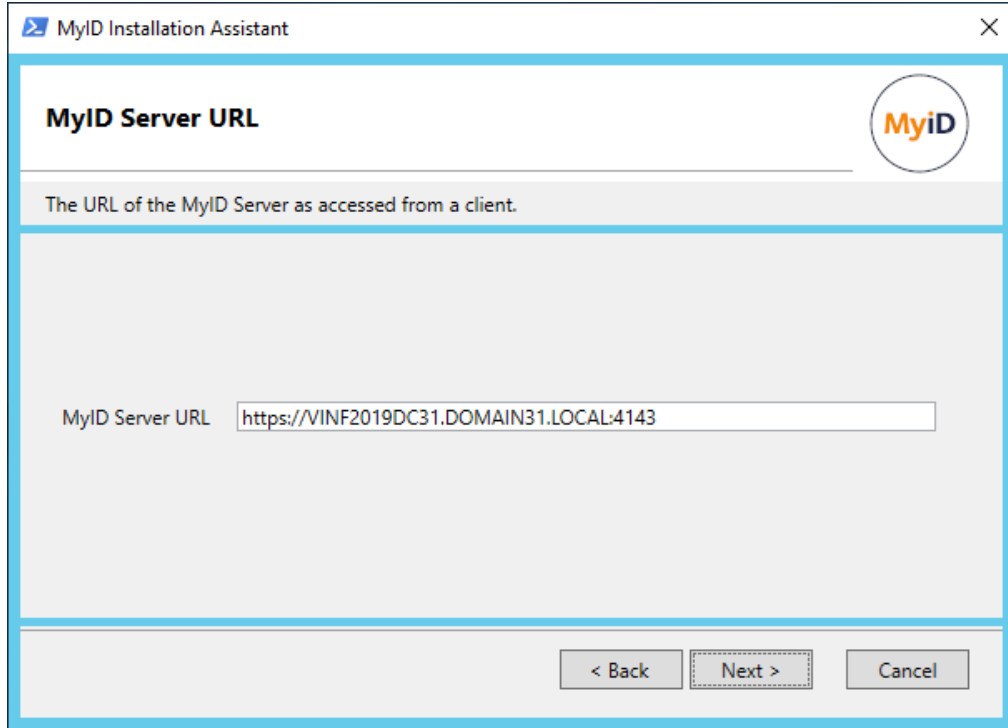 MyID Installation Assistant
MyID Server URL
MyiD
The URL of the MyID Server as accessed from a client.
MyID Server URL https://VINF2019DC31.DOMAIN31.LOCAL:4143
< Back Next > Cancel